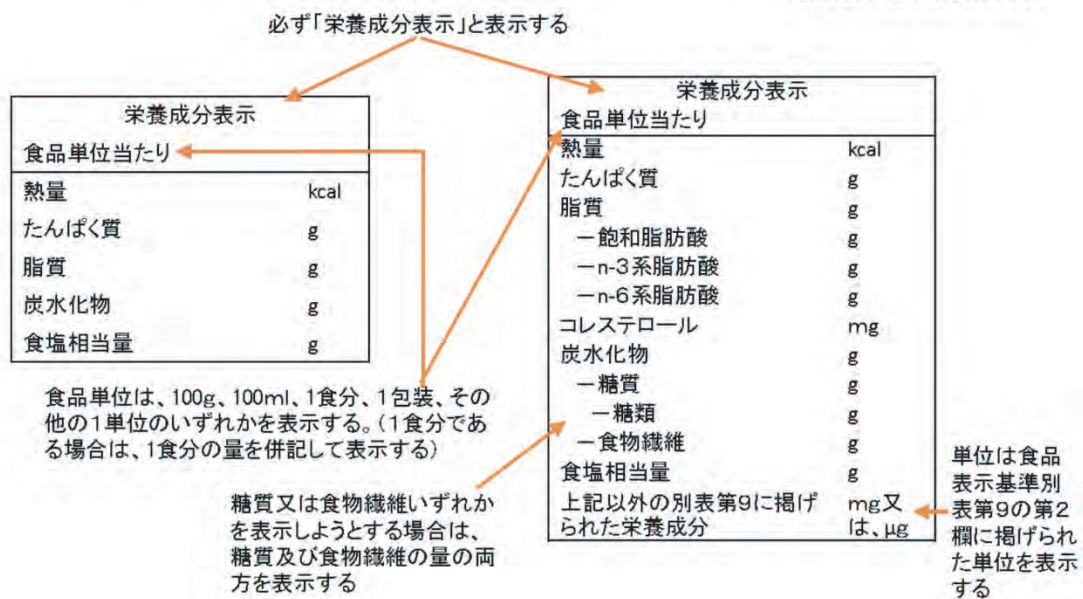 必ず「栄養成分表示」と表示する
栄養成分表示
食品単位当たり
熱量 kcal
たんぱく質 g
脂質 g
炭水化物 g
食塩相当量 g
栄養成分表示
食品単位当たり
熱量 kcal
たんぱく質 g
脂質 g
－飽和脂肪酸 g
－n-3系脂肪酸 g
－n-6系脂肪酸 g
コレステロール mg
炭水化物 g
－糖質 g
－糖類 g
－食物繊維 g
食塩相当量 g
上記以外の別表第9に掲げ mg又
られた栄養成分 は、μg
食品単位は、100g、100ml、1食分、1包装、その
他の1単位のいずれかを表示する。（1食分であ
る場合は、1食分の量を併記して表示する）
糖質又は食物繊維いずれか
を表示しようとする場合は、
糖質及び食物繊維の量の両
方を表示する
単位は食品
表示基準別
表第9の第2
欄に掲げられ
た単位を表示
する